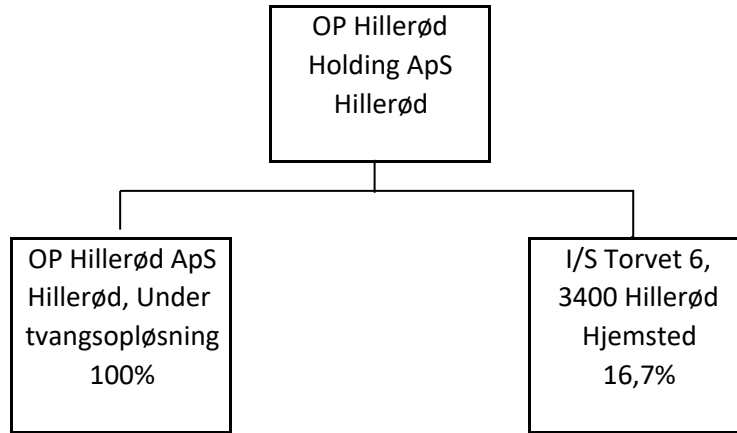 OP Hillerød
Holding ApS
Hillerød
OP Hillerød ApS
Hillerød, Under
tvangsopløsning
100%
I/S Torvet 6,
3400 Hillerød
Hjemsted
16,7%